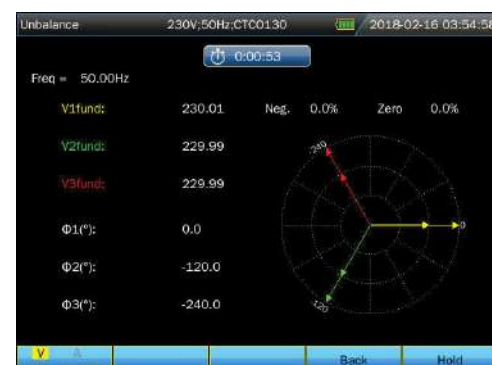 Unbalance 230V;50Hz;CTC0130 2018-02-16 03:54:58
0:00:53
Freq = 50.00Hz
V1fund: 230.01 Neg. 0.0% Zero 0.0%
V2fund: 229.99
V3fund: 229.99
Φ1(°): 0.0
Φ2(°): -120.0
Φ3(°): -240.0
-240
0
-120
V A
Back Hold